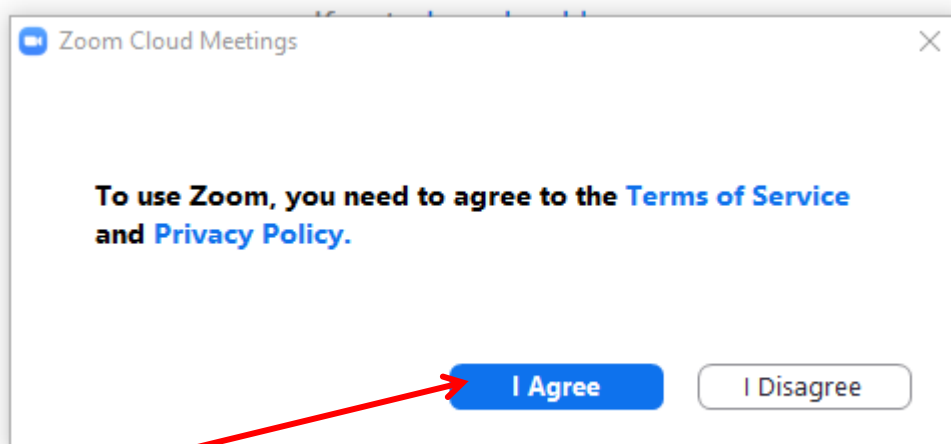 Zoom Cloud Meetings
To use Zoom, you need to agree to the Terms of Service
and Privacy Policy.
I Agree
I Disagree